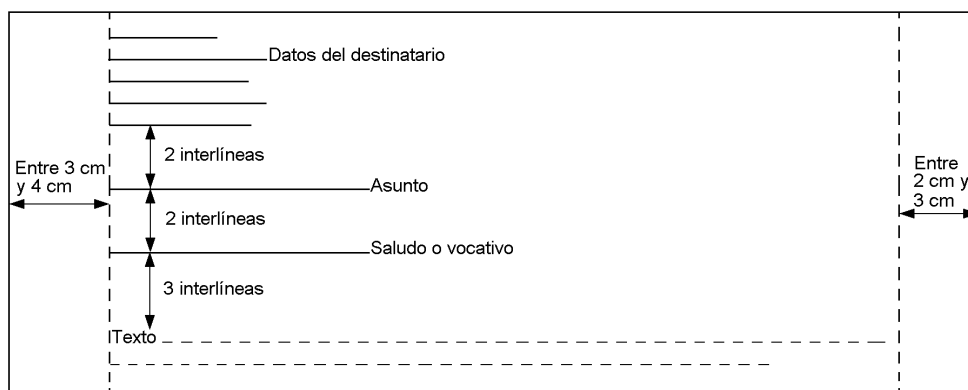 Datos del destinatario
2 interlíneas
Entre 3 cm
y 4 cm
Asunto
Entre
2 cm y
3 cm
2 interlíneas
Saludo o vocativo
3 interlíneas
Texto